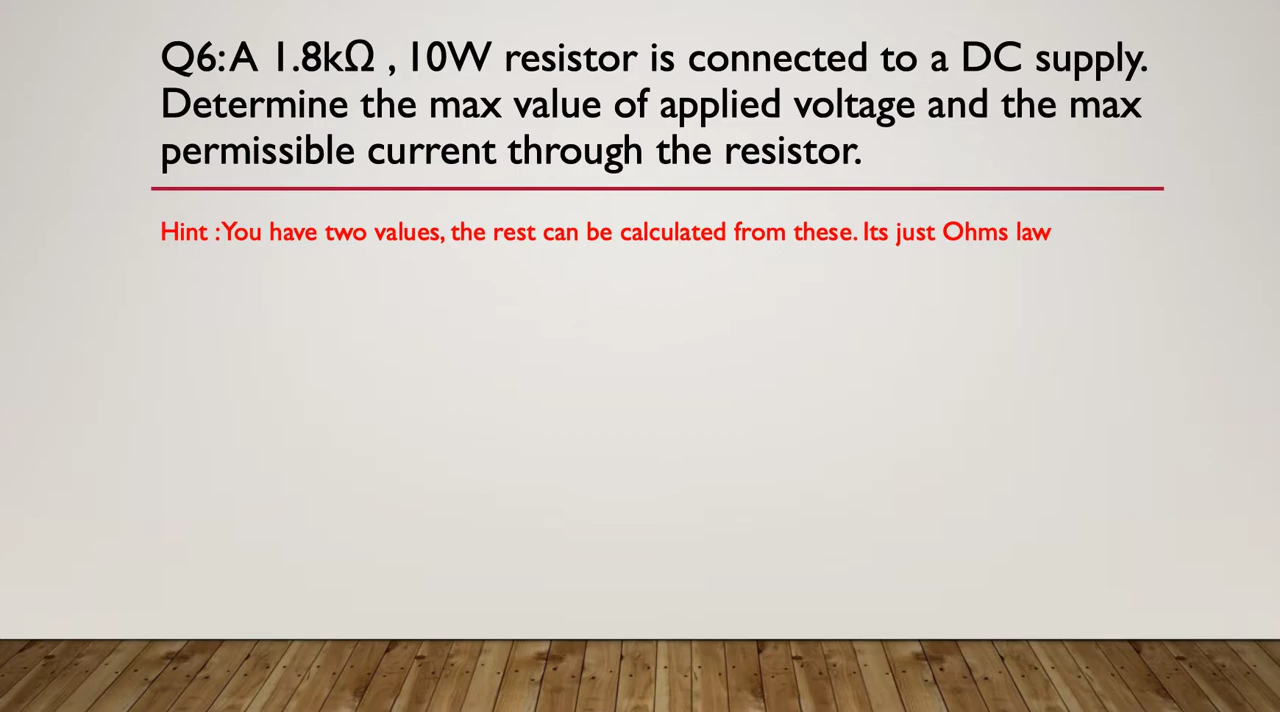 Q6: A 1.8kΩ , 10W resistor is connected to a DC supply.
Determine the max value of applied voltage and the max
permissible current through the resistor.
Hint : You have two values, the rest can be calculated from these. Its just Ohms law